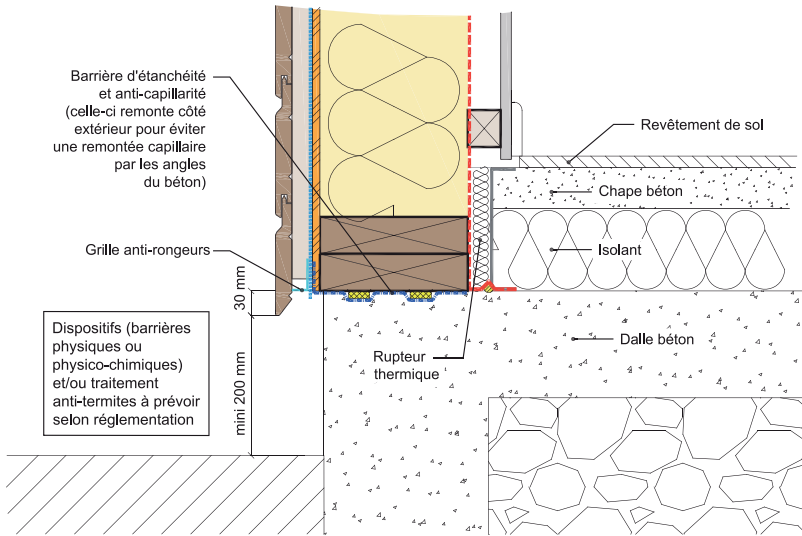 Barrière d'étanchéité
et anti-capillarité
(celle-ci remonte côté
extérieur pour éviter
une remontée capillaire
par les angles
du béton)
Revêtement de sol
Chape béton
Grille anti-rongeurs
Isolant
30 mm
Dispositifs (barrières
physiques ou
physico-chimiques)
et/ou traitement
anti-termites à prévoir
selon réglementation
mini 200 mm
Rupteur
thermique
Dalle béton